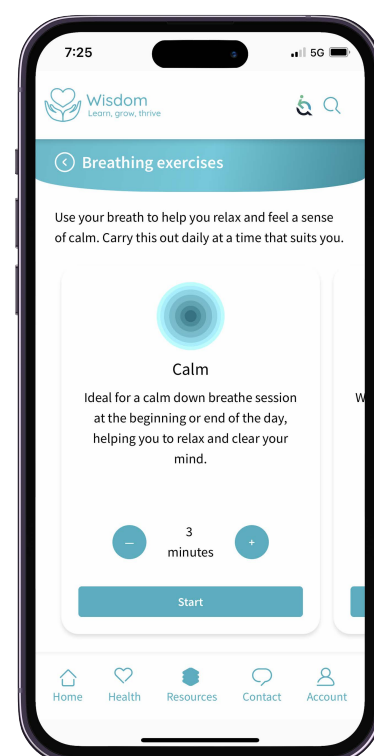 7:25
5G
Wisdom
Learn, grow, thrive
Breathing exercises
Use your breath to help you relax and feel a sense
of calm. Carry this out daily at a time that suits you.
Calm
Ideal for a calm down breathe session
at the beginning or end of the day,
helping you to relax and clear your
mind.
W
– 3 +
minutes
Start
Home Health Resources Contact Account